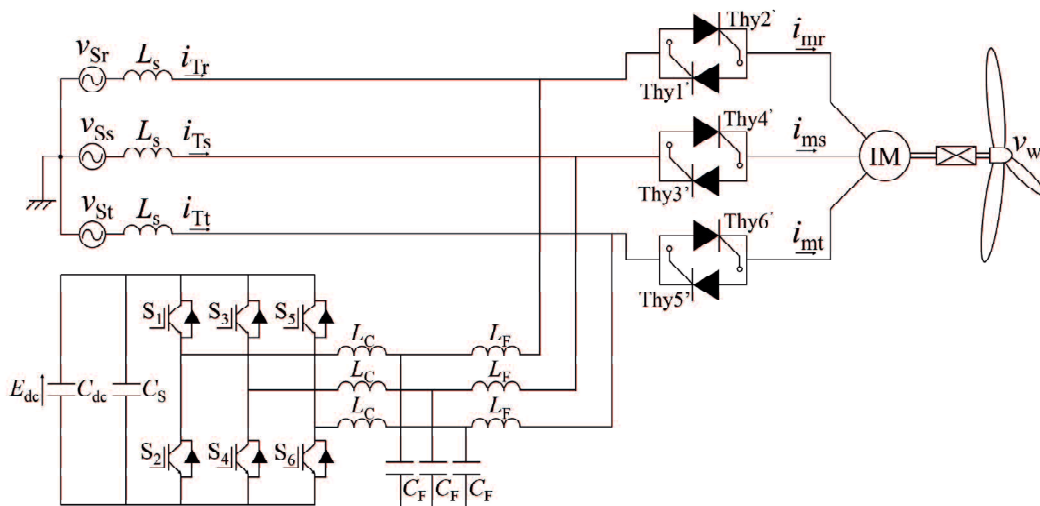 Thy2'
v_Sr L_s i_Tr i_mr
Thy1'
Thy4'
v_Ss L_s i_Ts i_ms
IM v_w
Thy3'
v_St L_s i_Tt
Thy6'
i_mt
Thy5'
S_1 S_3 S_5
L_C L_F
E_dc C_dc C_S L_C L_F
L_C L_F
S_2 S_4 S_6
C_F C_F C_F